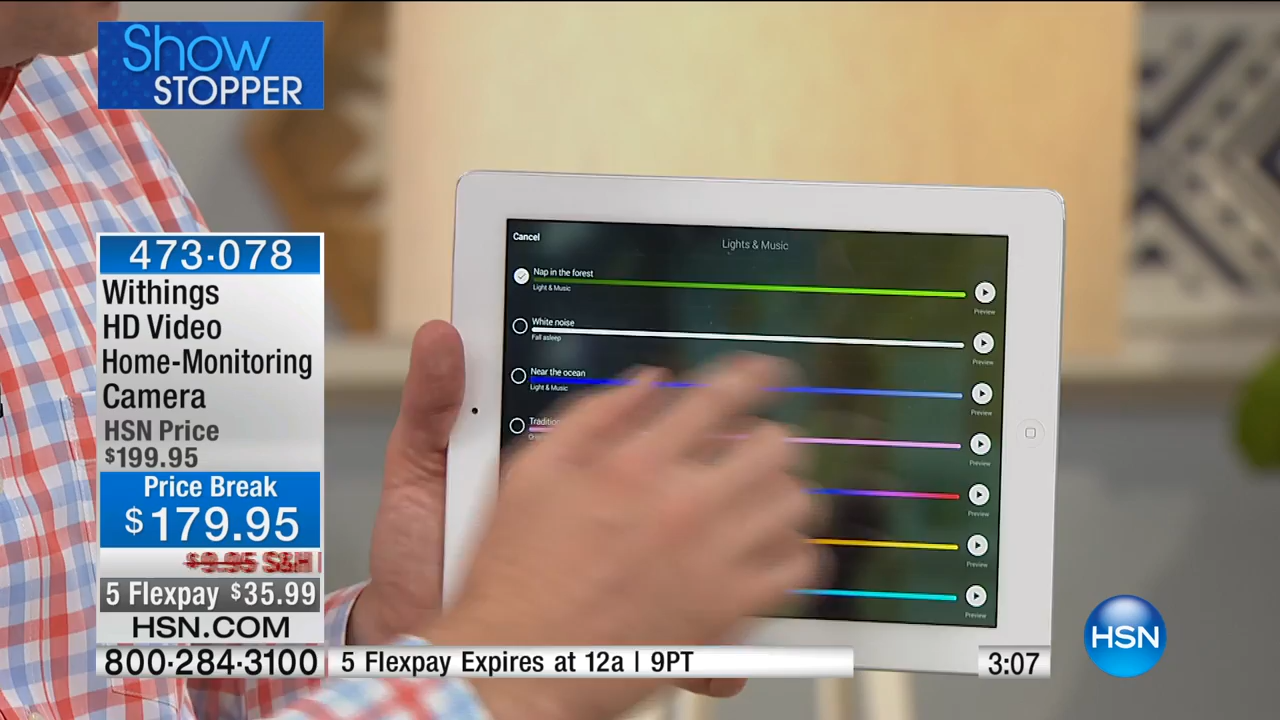 Show
STOPPER
473-078
Withings
HD Video
Home-Monitoring
Camera
HSN Price
$199.95
Price Break
$179.95
$9.95 S&H
5 Flexpay $35.99
HSN.COM
800-284-3100
5 Flexpay Expires at 12a | 9PT
3:07
HSN
Cancel
Lights & Music
Nap in the forest
Light & Music
Preview
White noise
Fall asleep
Preview
Near the ocean
Light & Music
Preview
Preview
Preview
Preview
Preview